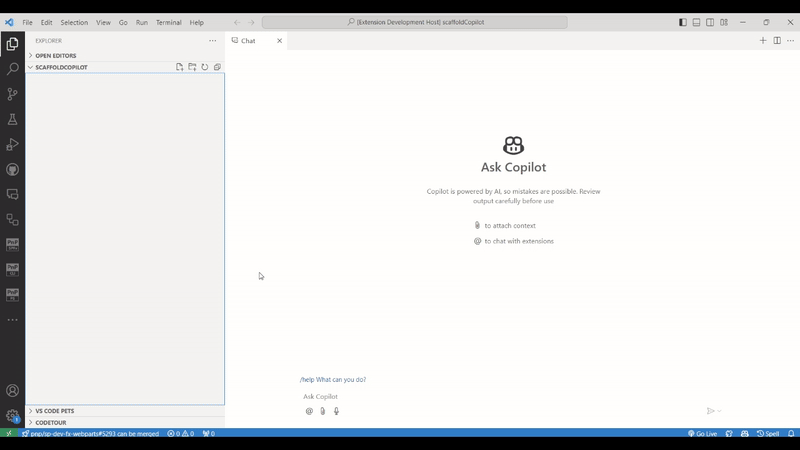 File Edit Selection View Go Run Terminal Help
[Extension Development Host] scaffoldCopilot
EXPLORER
OPEN EDITORS
SCAFFOLDCOPILOT
VS CODE PETS
CODETOUR
Chat
Ask Copilot
Copilot is powered by AI, so mistakes are possible. Review
output carefully before use
to attach context
@ to chat with extensions
/help What can you do?
Ask Copilot
@
pnp/sp-dev-fx-webparts#5293 can be merged 0 0 0 Go Live Spell